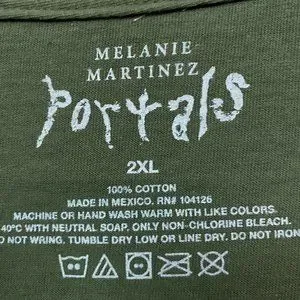 MELANIE
MARTINEZ
PORTALS
2XL
100% COTTON
MADE IN MEXICO. RN# 104126
MACHINE OR HAND WASH WARM WITH LIKE COLORS.
40°C WITH NEUTRAL SOAP. ONLY NON-CHLORINE BLEACH.
DO NOT WRING. TUMBLE DRY LOW OR LINE DRY. DO NOT IRON